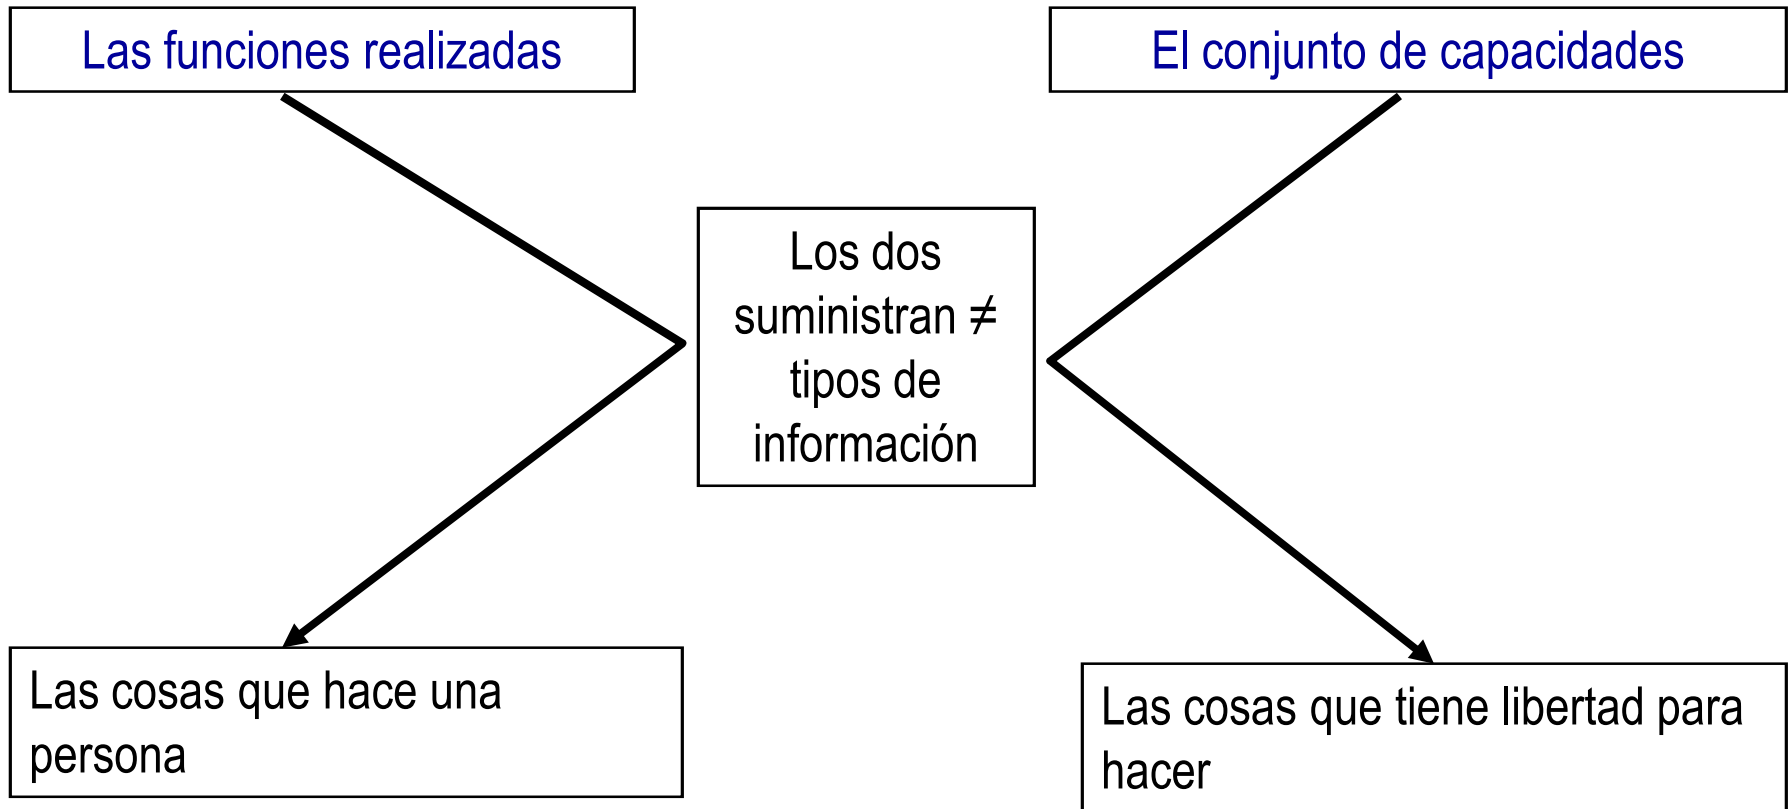 Las funciones realizadas
El conjunto de capacidades
Los dos
suministran ≠
tipos de
información
Las cosas que hace una
persona
Las cosas que tiene libertad para
hacer